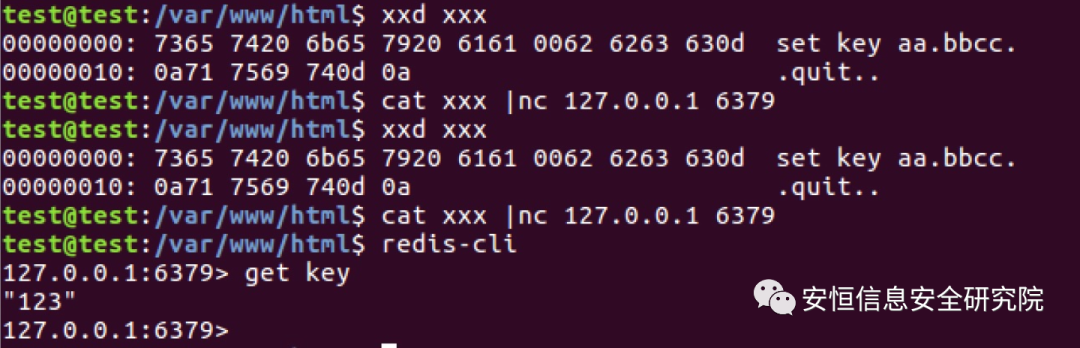 test@test:/var/www/html$ xxd xxx
00000000: 7365 7420 6b65 7920 6161 0062 6263 630d  set key aa.bbcc.
00000010: 0a71 7569 740d 0a                        .quit..
test@test:/var/www/html$ cat xxx |nc 127.0.0.1 6379
test@test:/var/www/html$ xxd xxx
00000000: 7365 7420 6b65 7920 6161 0062 6263 630d  set key aa.bbcc.
00000010: 0a71 7569 740d 0a                        .quit..
test@test:/var/www/html$ cat xxx |nc 127.0.0.1 6379
test@test:/var/www/html$ redis-cli
127.0.0.1:6379> get key
"123"
127.0.0.1:6379>
安恒信息安全研究院